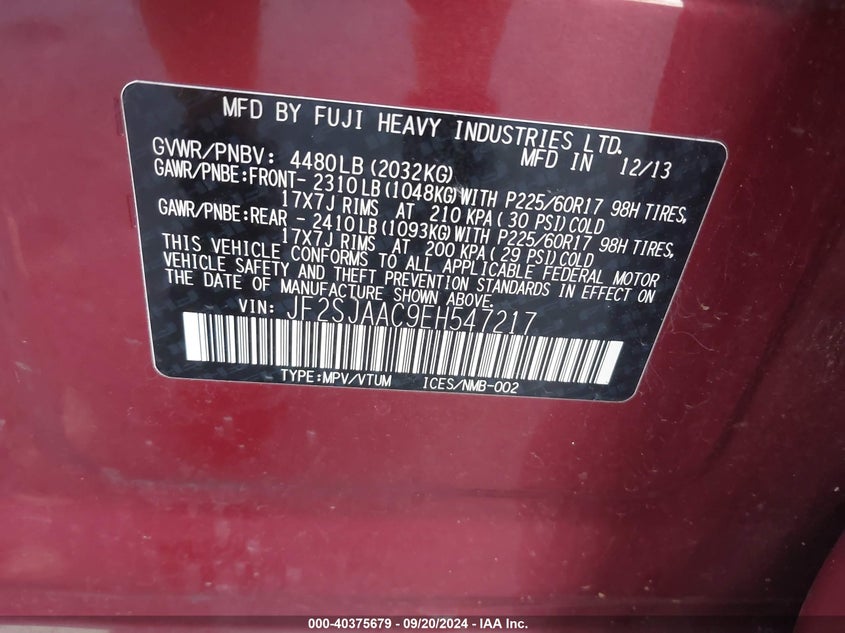 MFD BY FUJI HEAVY INDUSTRIES LTD.
GVWR/PNBV: 4480LB(2032KG) MFD IN 12/13
GAWR/PNBE:FRONT- 2310LB(1048KG)WITH P225/60R17 98H TIRES,
17X7J RIMS AT 210 KPA(30 PSI)COLD
GAWR/PNBE:REAR - 2410LB(1093KG)WITH P225/60R17 98H TIRES,
17X7J RIMS AT 200 KPA(29 PSI)COLD
THIS VEHICLE CONFORMS TO ALL APPLICABLE FEDERAL MOTOR
VEHICLE SAFETY AND THEFT PREVENTION STANDARDS IN EFFECT ON
THE DATE OF MANUFACTURE SHOWN ABOVE.
VIN: JF2SJAAC9EH547217
TYPE:MPV/VTUM ICES/NMB-002
000-40375679 - 09/20/2024 - IAA Inc.